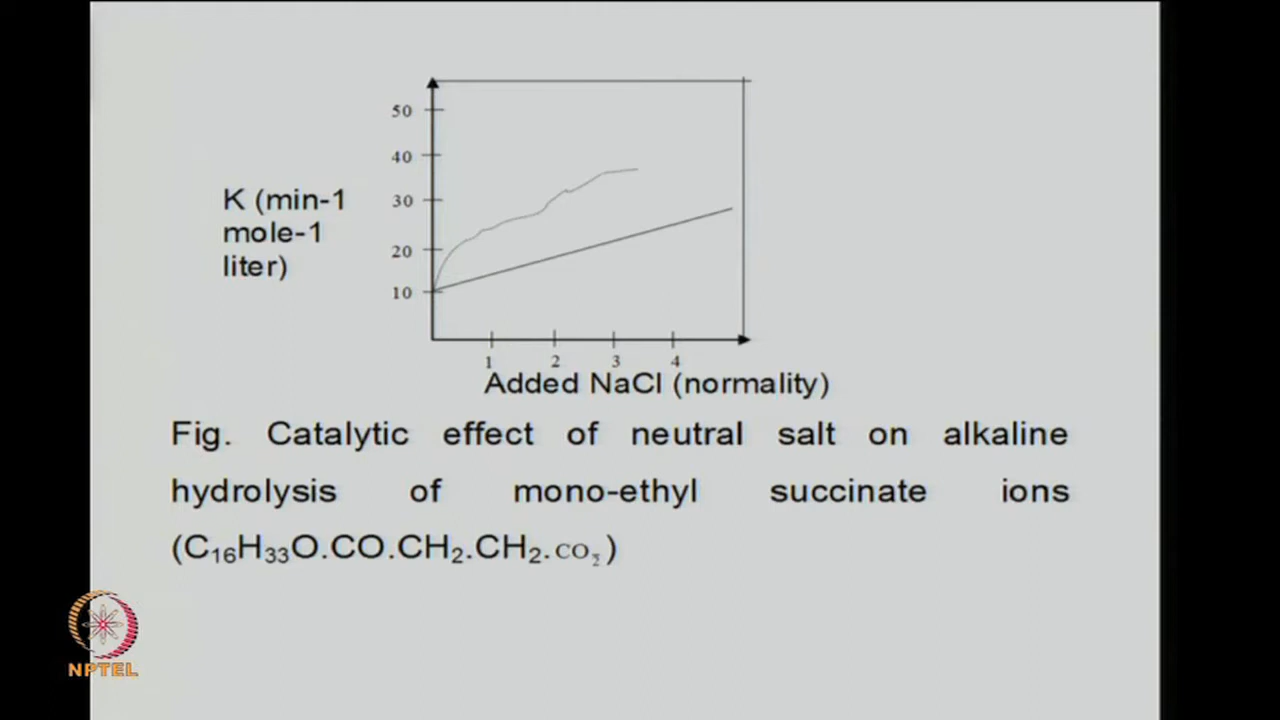 50
40
K (min-1
30
mole-1
20
liter)
10
1 2 3 4
Added NaCl (normality)
Fig. Catalytic effect of neutral salt on alkaline
hydrolysis of mono-ethyl succinate ions
(C₁₆H₃₃O.CO.CH₂.CH₂.CO₂⁻)
NPTEL